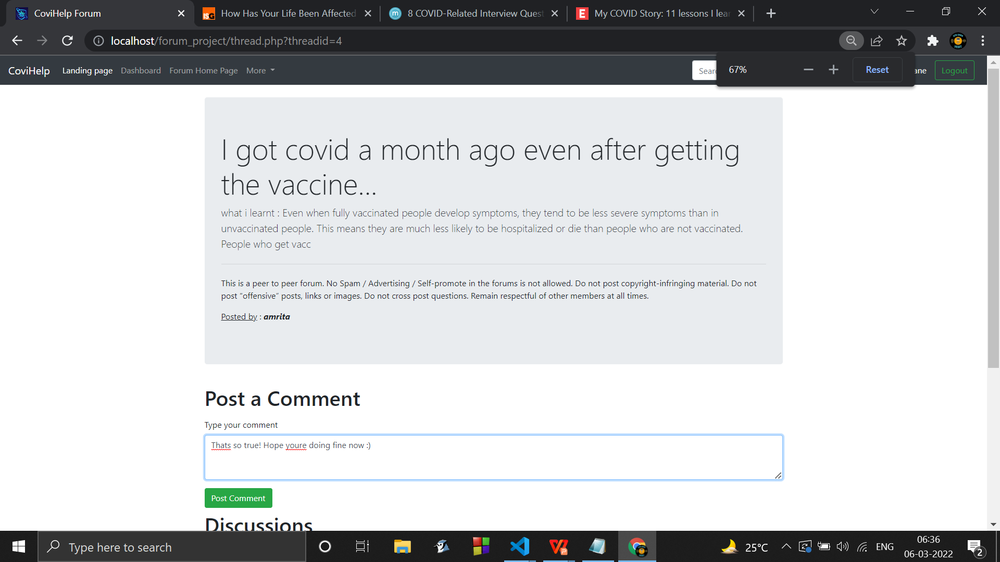 CoviHelp Forum
How Has Your Life Been Affected
8 COVID-Related Interview Quest
My COVID Story: 11 lessons I lear
localhost/forum_project/thread.php?threadid=4
CoviHelp Landing page Dashboard Forum Home Page More Sear
67% Reset
ane Logout
I got covid a month ago even after getting
the vaccine...
what i learnt : Even when fully vaccinated people develop symptoms, they tend to be less severe symptoms than in
unvaccinated people. This means they are much less likely to be hospitalized or die than people who are not vaccinated.
People who get vacc
This is a peer to peer forum. No Spam / Advertising / Self-promote in the forums is not allowed. Do not post copyright-infringing material. Do not
post “offensive” posts, links or images. Do not cross post questions. Remain respectful of other members at all times.
Posted by : amrita
Post a Comment
Type your comment
Thats so true! Hope youre doing fine now :)
Post Comment
Discussions
Type here to search
25°C
ENG
06:36
06-03-2022
2